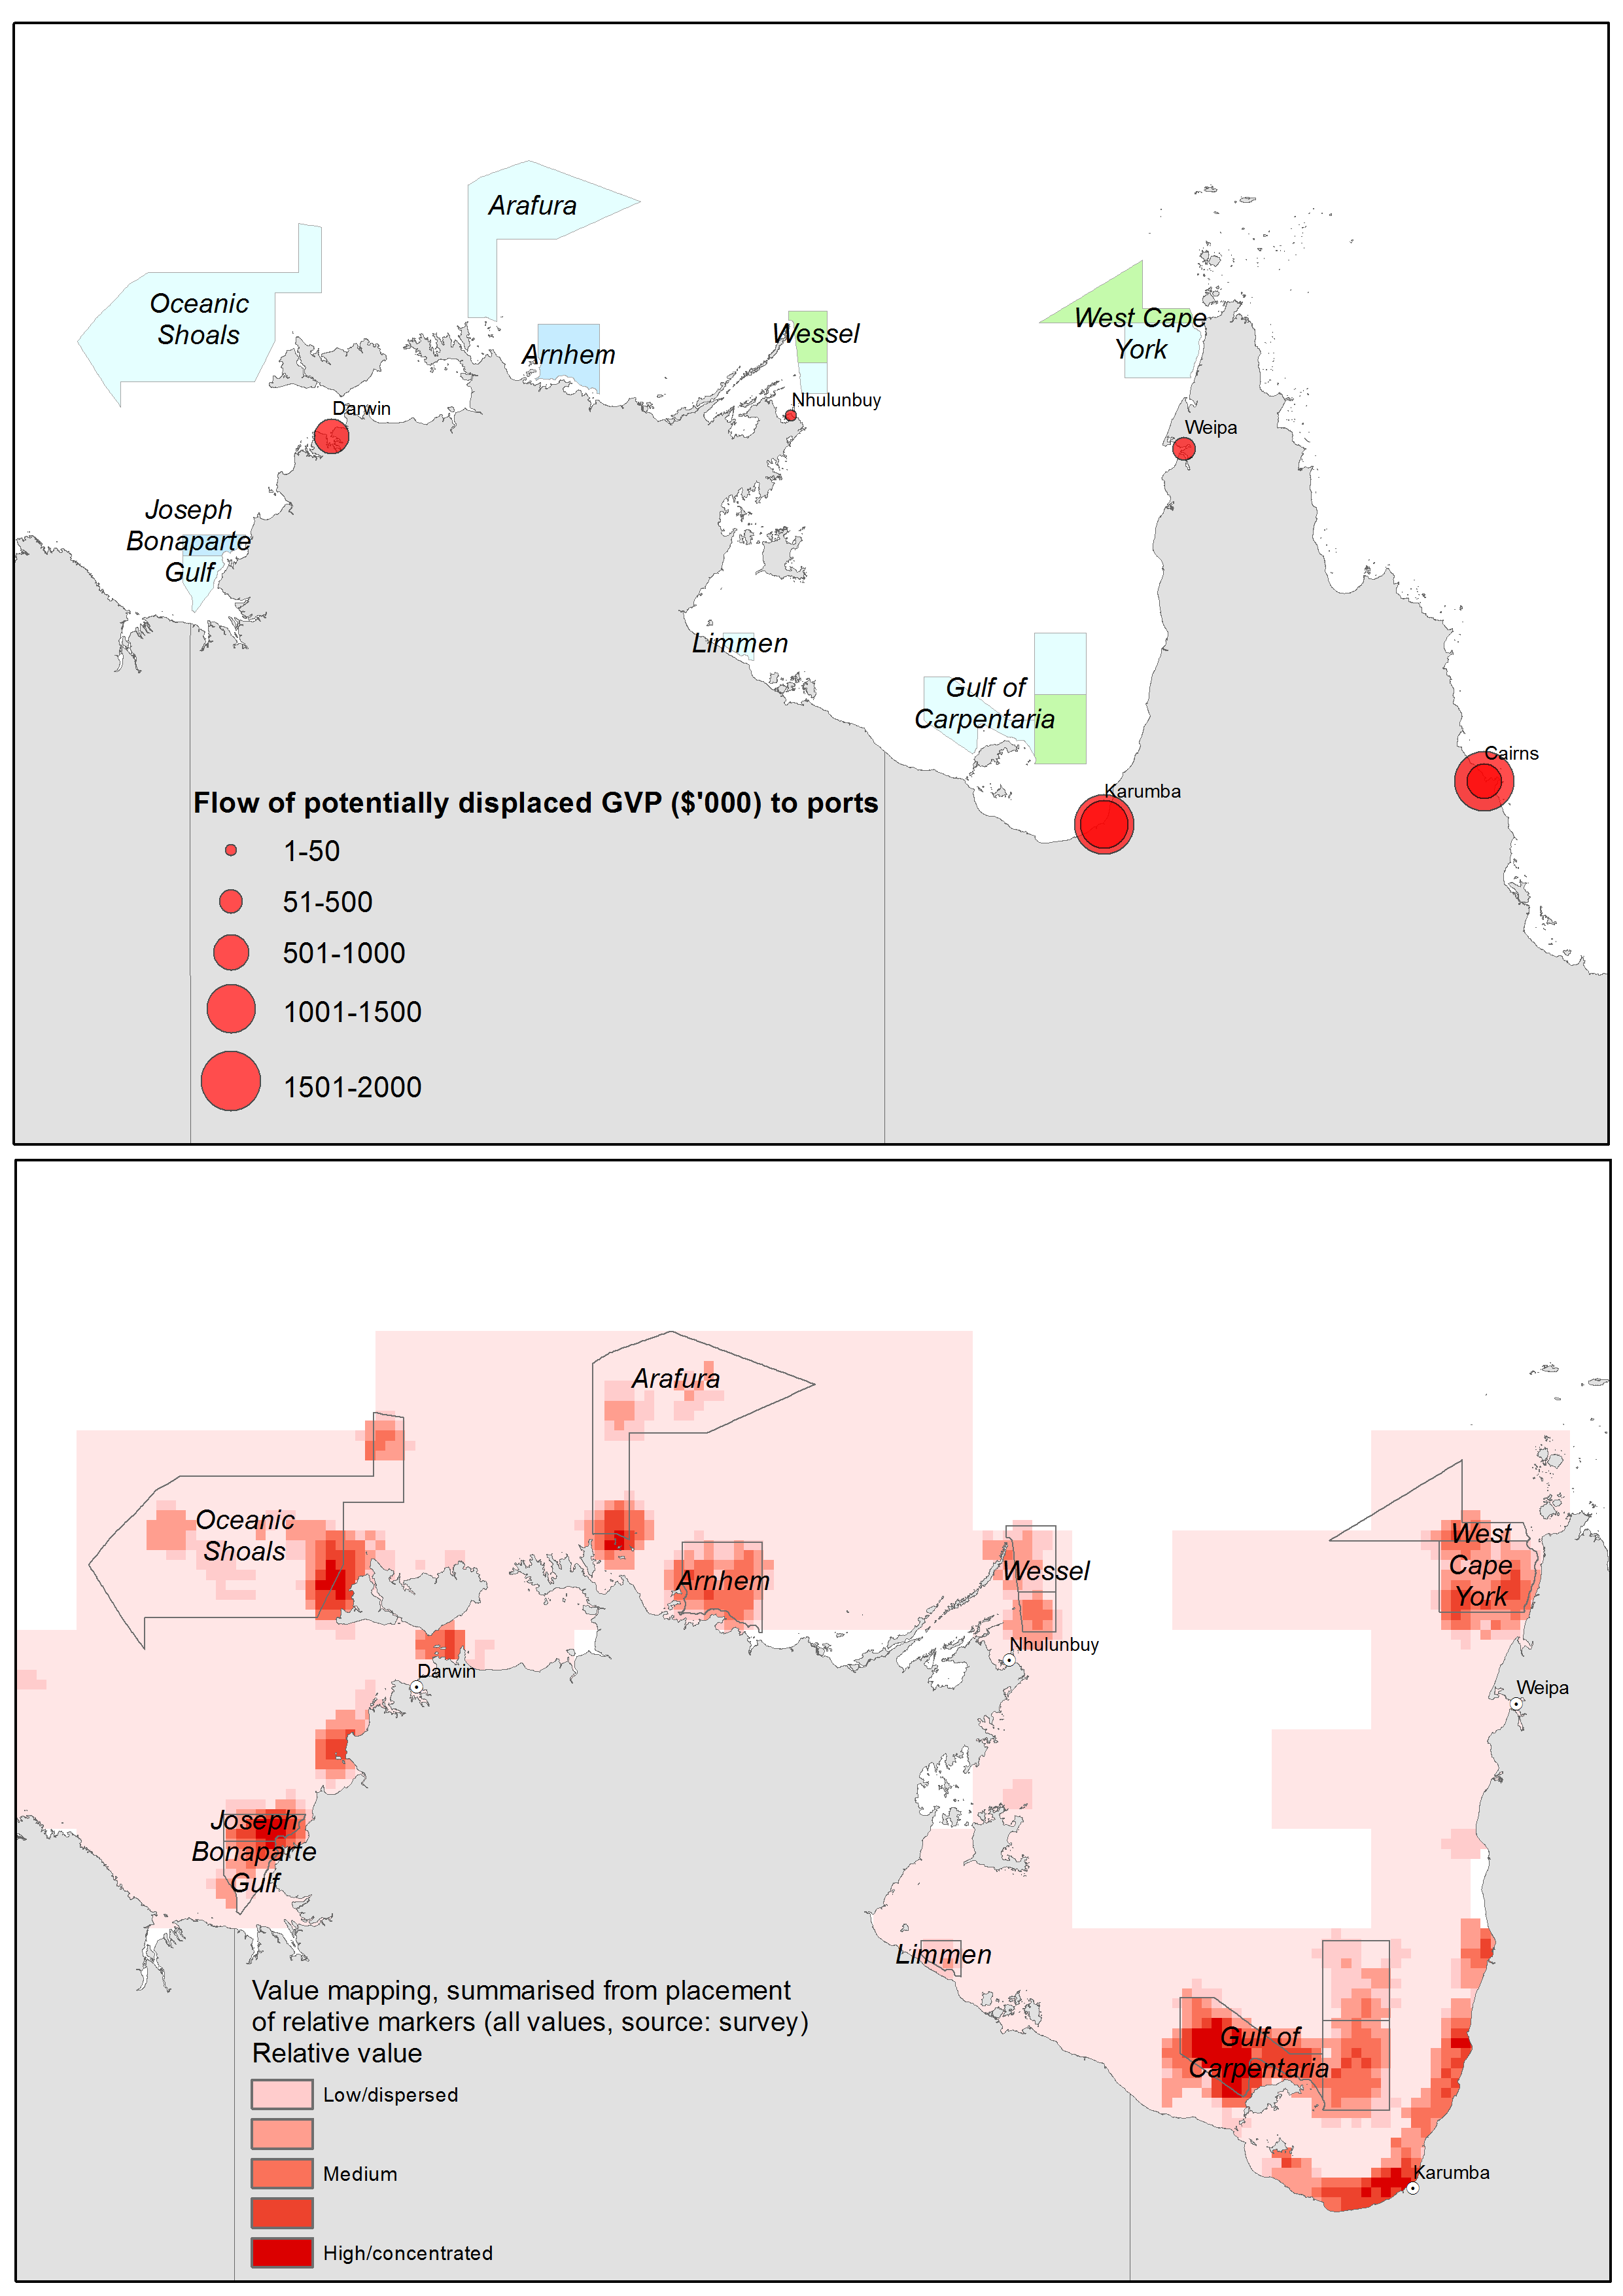 Arafura
Oceanic
Shoals
West Cape
York
Wessel
Arnhem
Nhulunbuy
Darwin
Weipa
Joseph
Bonaparte
Gulf
Limmen
Gulf of
Carpentaria
Cairns
Karumba
Flow of potentially displaced GVP ($'000) to ports
1-50
51-500
501-1000
1001-1500
1501-2000
Arafura
Oceanic
Shoals
West
Cape
York
Wessel
Arnhem
Nhulunbuy
Darwin
Weipa
Joseph
Bonaparte
Gulf
Limmen
Gulf of
Carpentaria
Karumba
Value mapping, summarised from placement
of relative markers (all values, source: survey)
Relative value
Low/dispersed
Medium
High/concentrated